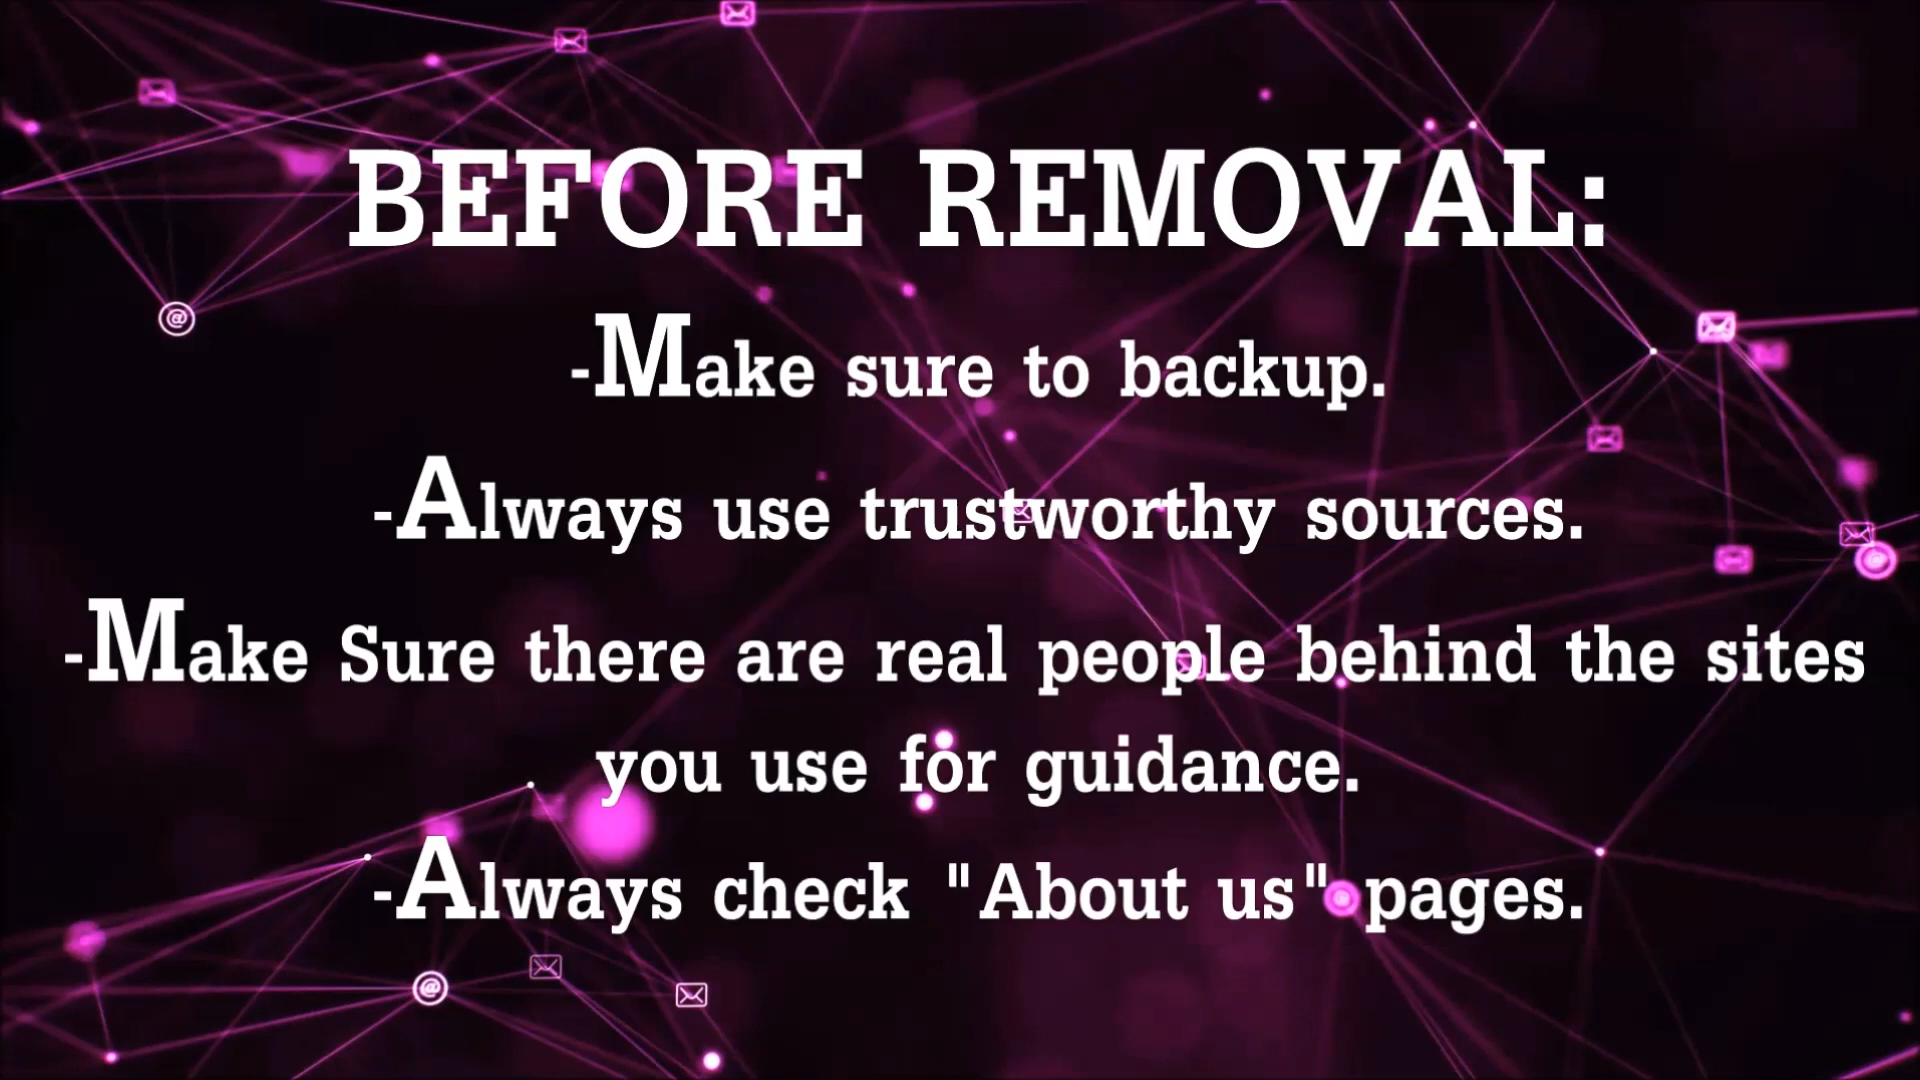 BEFORE REMOVAL:
-Make sure to backup.
-Always use trustworthy sources.
-Make Sure there are real people behind the sites
you use for guidance.
-Always check "About us" pages.